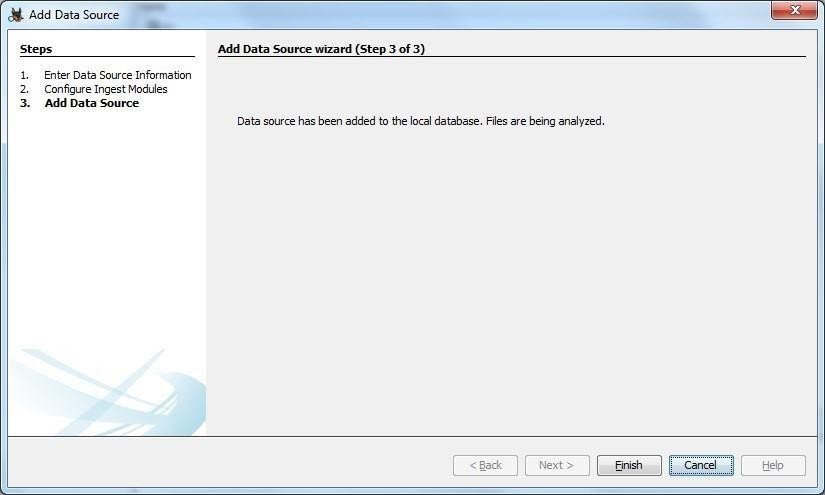 Add Data Source
Steps
1. Enter Data Source Information
2. Configure Ingest Modules
3. Add Data Source
Add Data Source wizard (Step 3 of 3)
Data source has been added to the local database. Files are being analyzed.
< Back Next > Finish Cancel Help